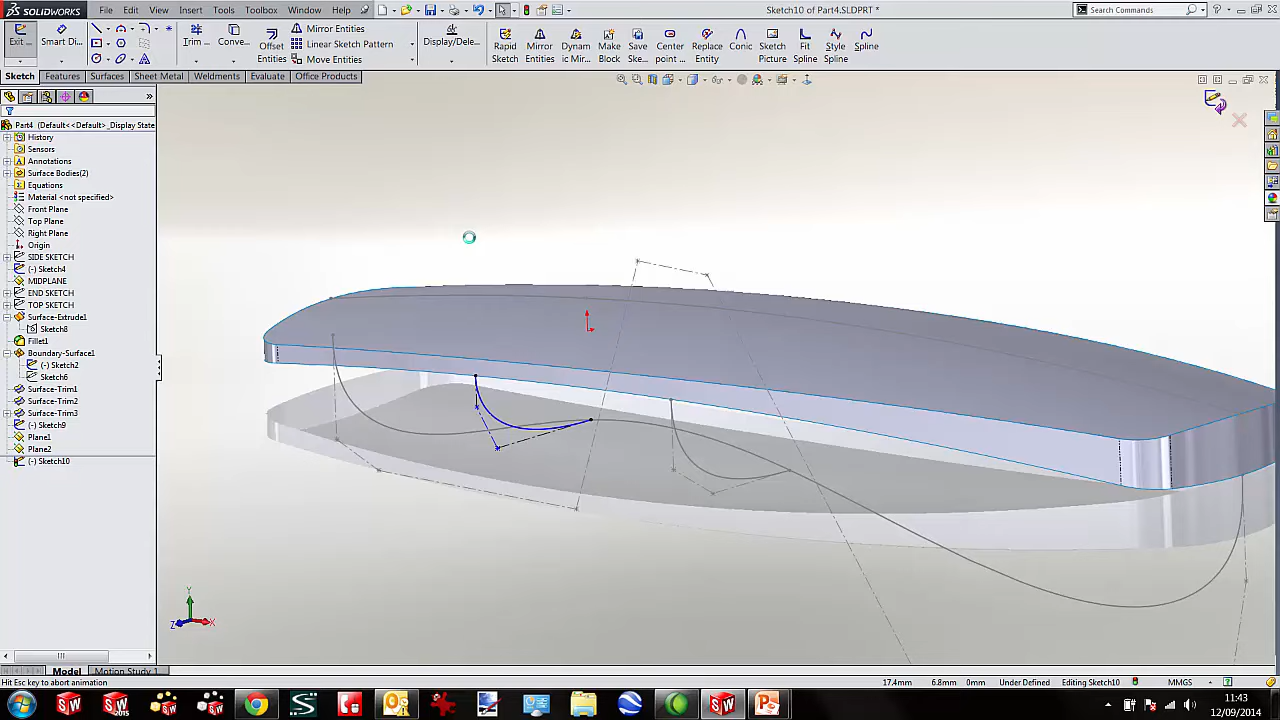 SOLIDWORKS File Edit View Insert Tools Toolbox Window Help Sketch10 of Part4.SLDPRT * Search Commands
Exit ... Smart Di... Trim ... Conve... Offset Entities Mirror Entities Linear Sketch Pattern Move Entities Display/Dele... Rapid Sketch Mirror Entities Dynam ic Mir... Make Block Save Ske... Center point ... Replace Entity Conic Sketch Picture Fit Spline Style Spline Spline
Sketch Features Surfaces Sheet Metal Weldments Evaluate Office Products
Part4 (Default<<Default>_Display State
History
Sensors
Annotations
Surface Bodies(2)
Equations
Material <not specified>
Front Plane
Top Plane
Right Plane
Origin
SIDE SKETCH
(-) Sketch4
MIDPLANE
END SKETCH
TOP SKETCH
Surface-Extrude1
Sketch8
Fillet1
Boundary-Surface1
(-) Sketch2
Sketch6
Surface-Trim1
Surface-Trim2
Surface-Trim3
(-) Sketch9
Plane1
Plane2
(-) Sketch10
Y
Z X
Model Motion Study 1
Hit Esc key to abort animation 17.4mm 6.8mm 0mm Under Defined Editing Sketch10 MMGS
11:43
12/09/2014